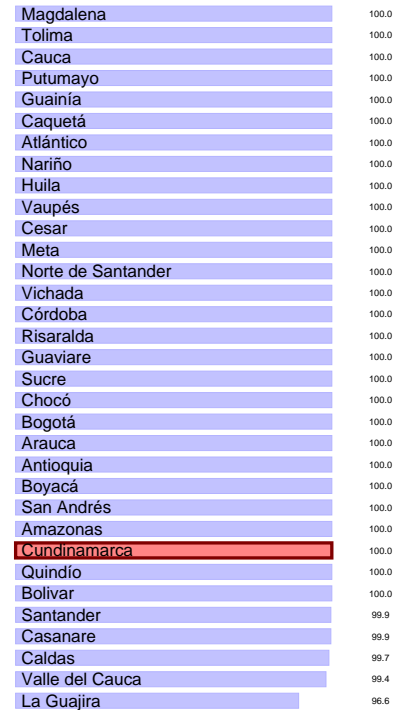 Magdalena 100.0
Tolima 100.0
Cauca 100.0
Putumayo 100.0
Guainía 100.0
Caquetá 100.0
Atlántico 100.0
Nariño 100.0
Huila 100.0
Vaupés 100.0
Cesar 100.0
Meta 100.0
Norte de Santander 100.0
Vichada 100.0
Córdoba 100.0
Risaralda 100.0
Guaviare 100.0
Sucre 100.0
Chocó 100.0
Bogotá 100.0
Arauca 100.0
Antioquia 100.0
Boyacá 100.0
San Andrés 100.0
Amazonas 100.0
Cundinamarca 100.0
Quindío 100.0
Bolivar 100.0
Santander 99.9
Casanare 99.9
Caldas 99.7
Valle del Cauca 99.4
La Guajira 96.6